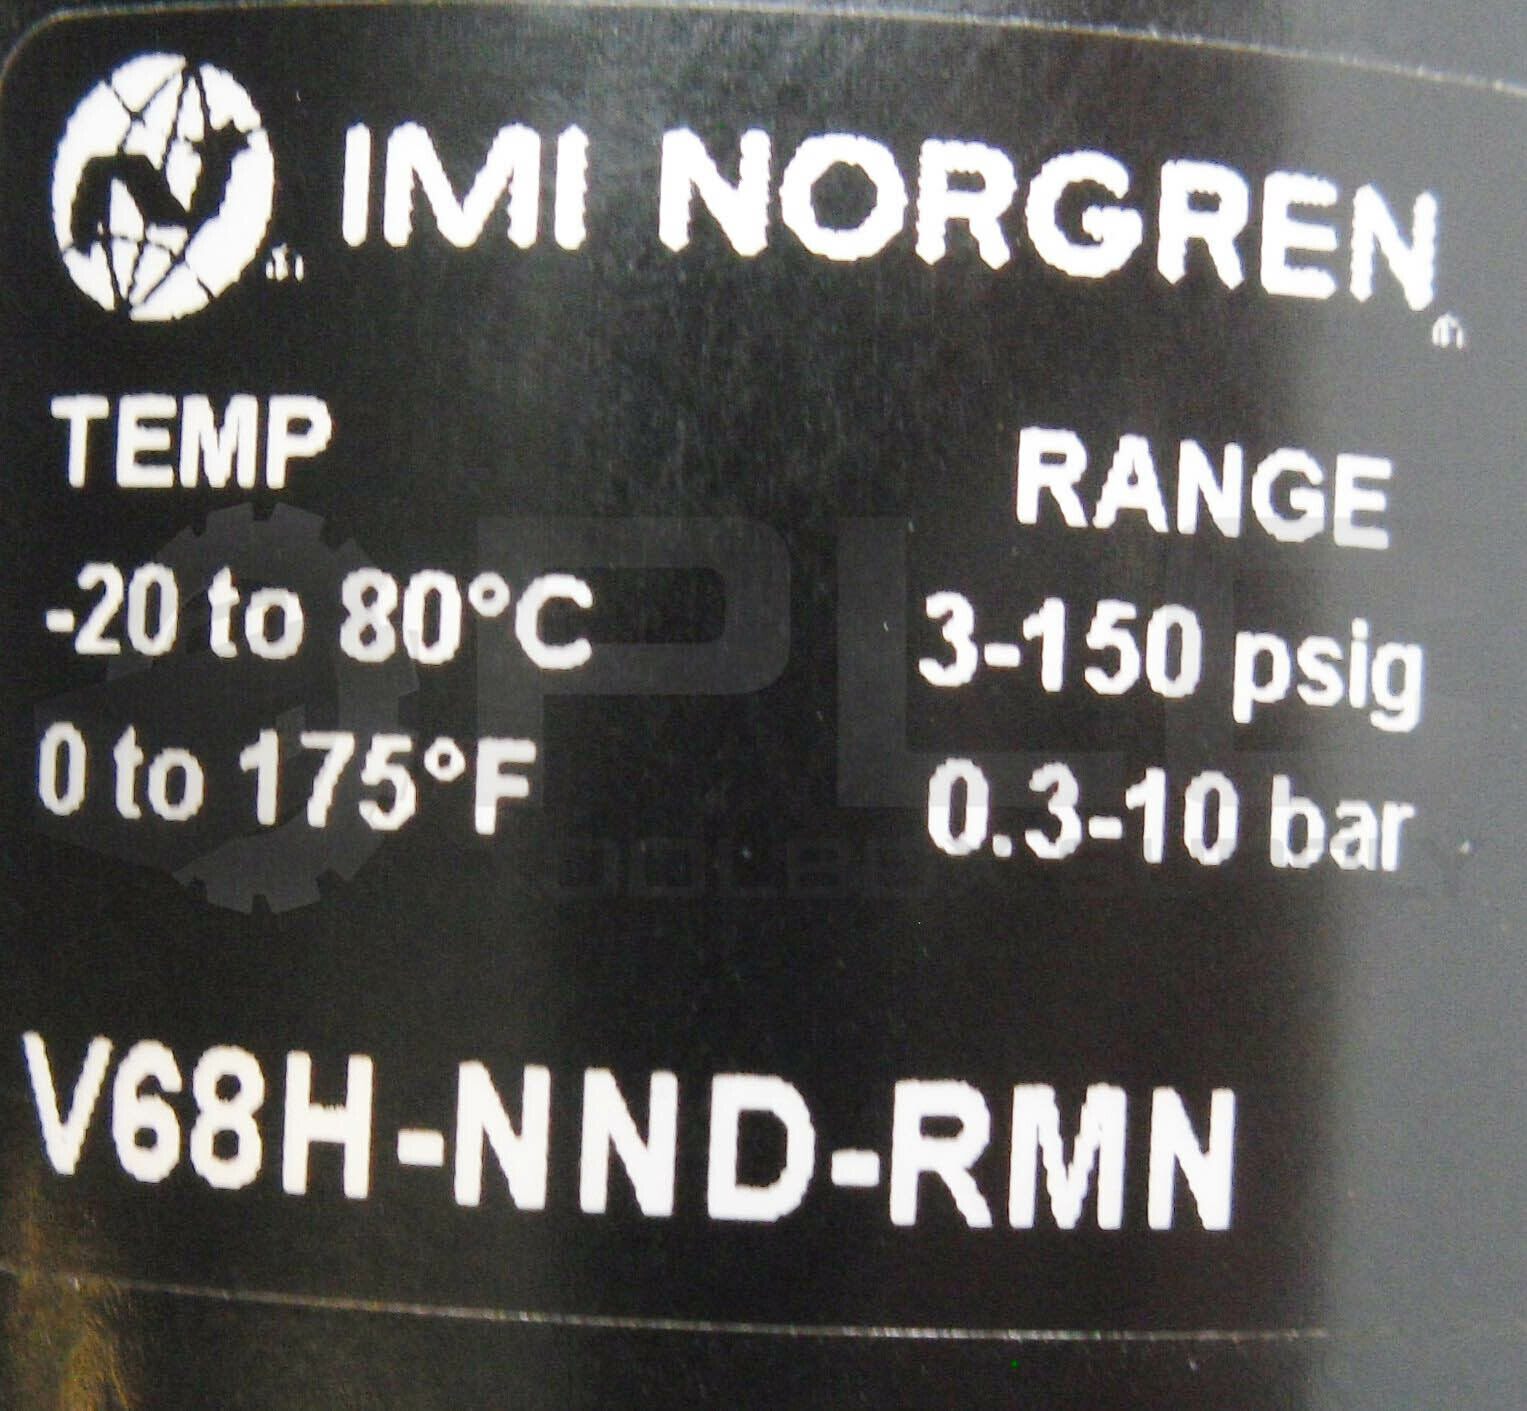 IMI NORGREN
TEMP
-20 to 80°C
0 to 175°F
RANGE
3-150 psig
0.3-10 bar
V68H-NND-RMN